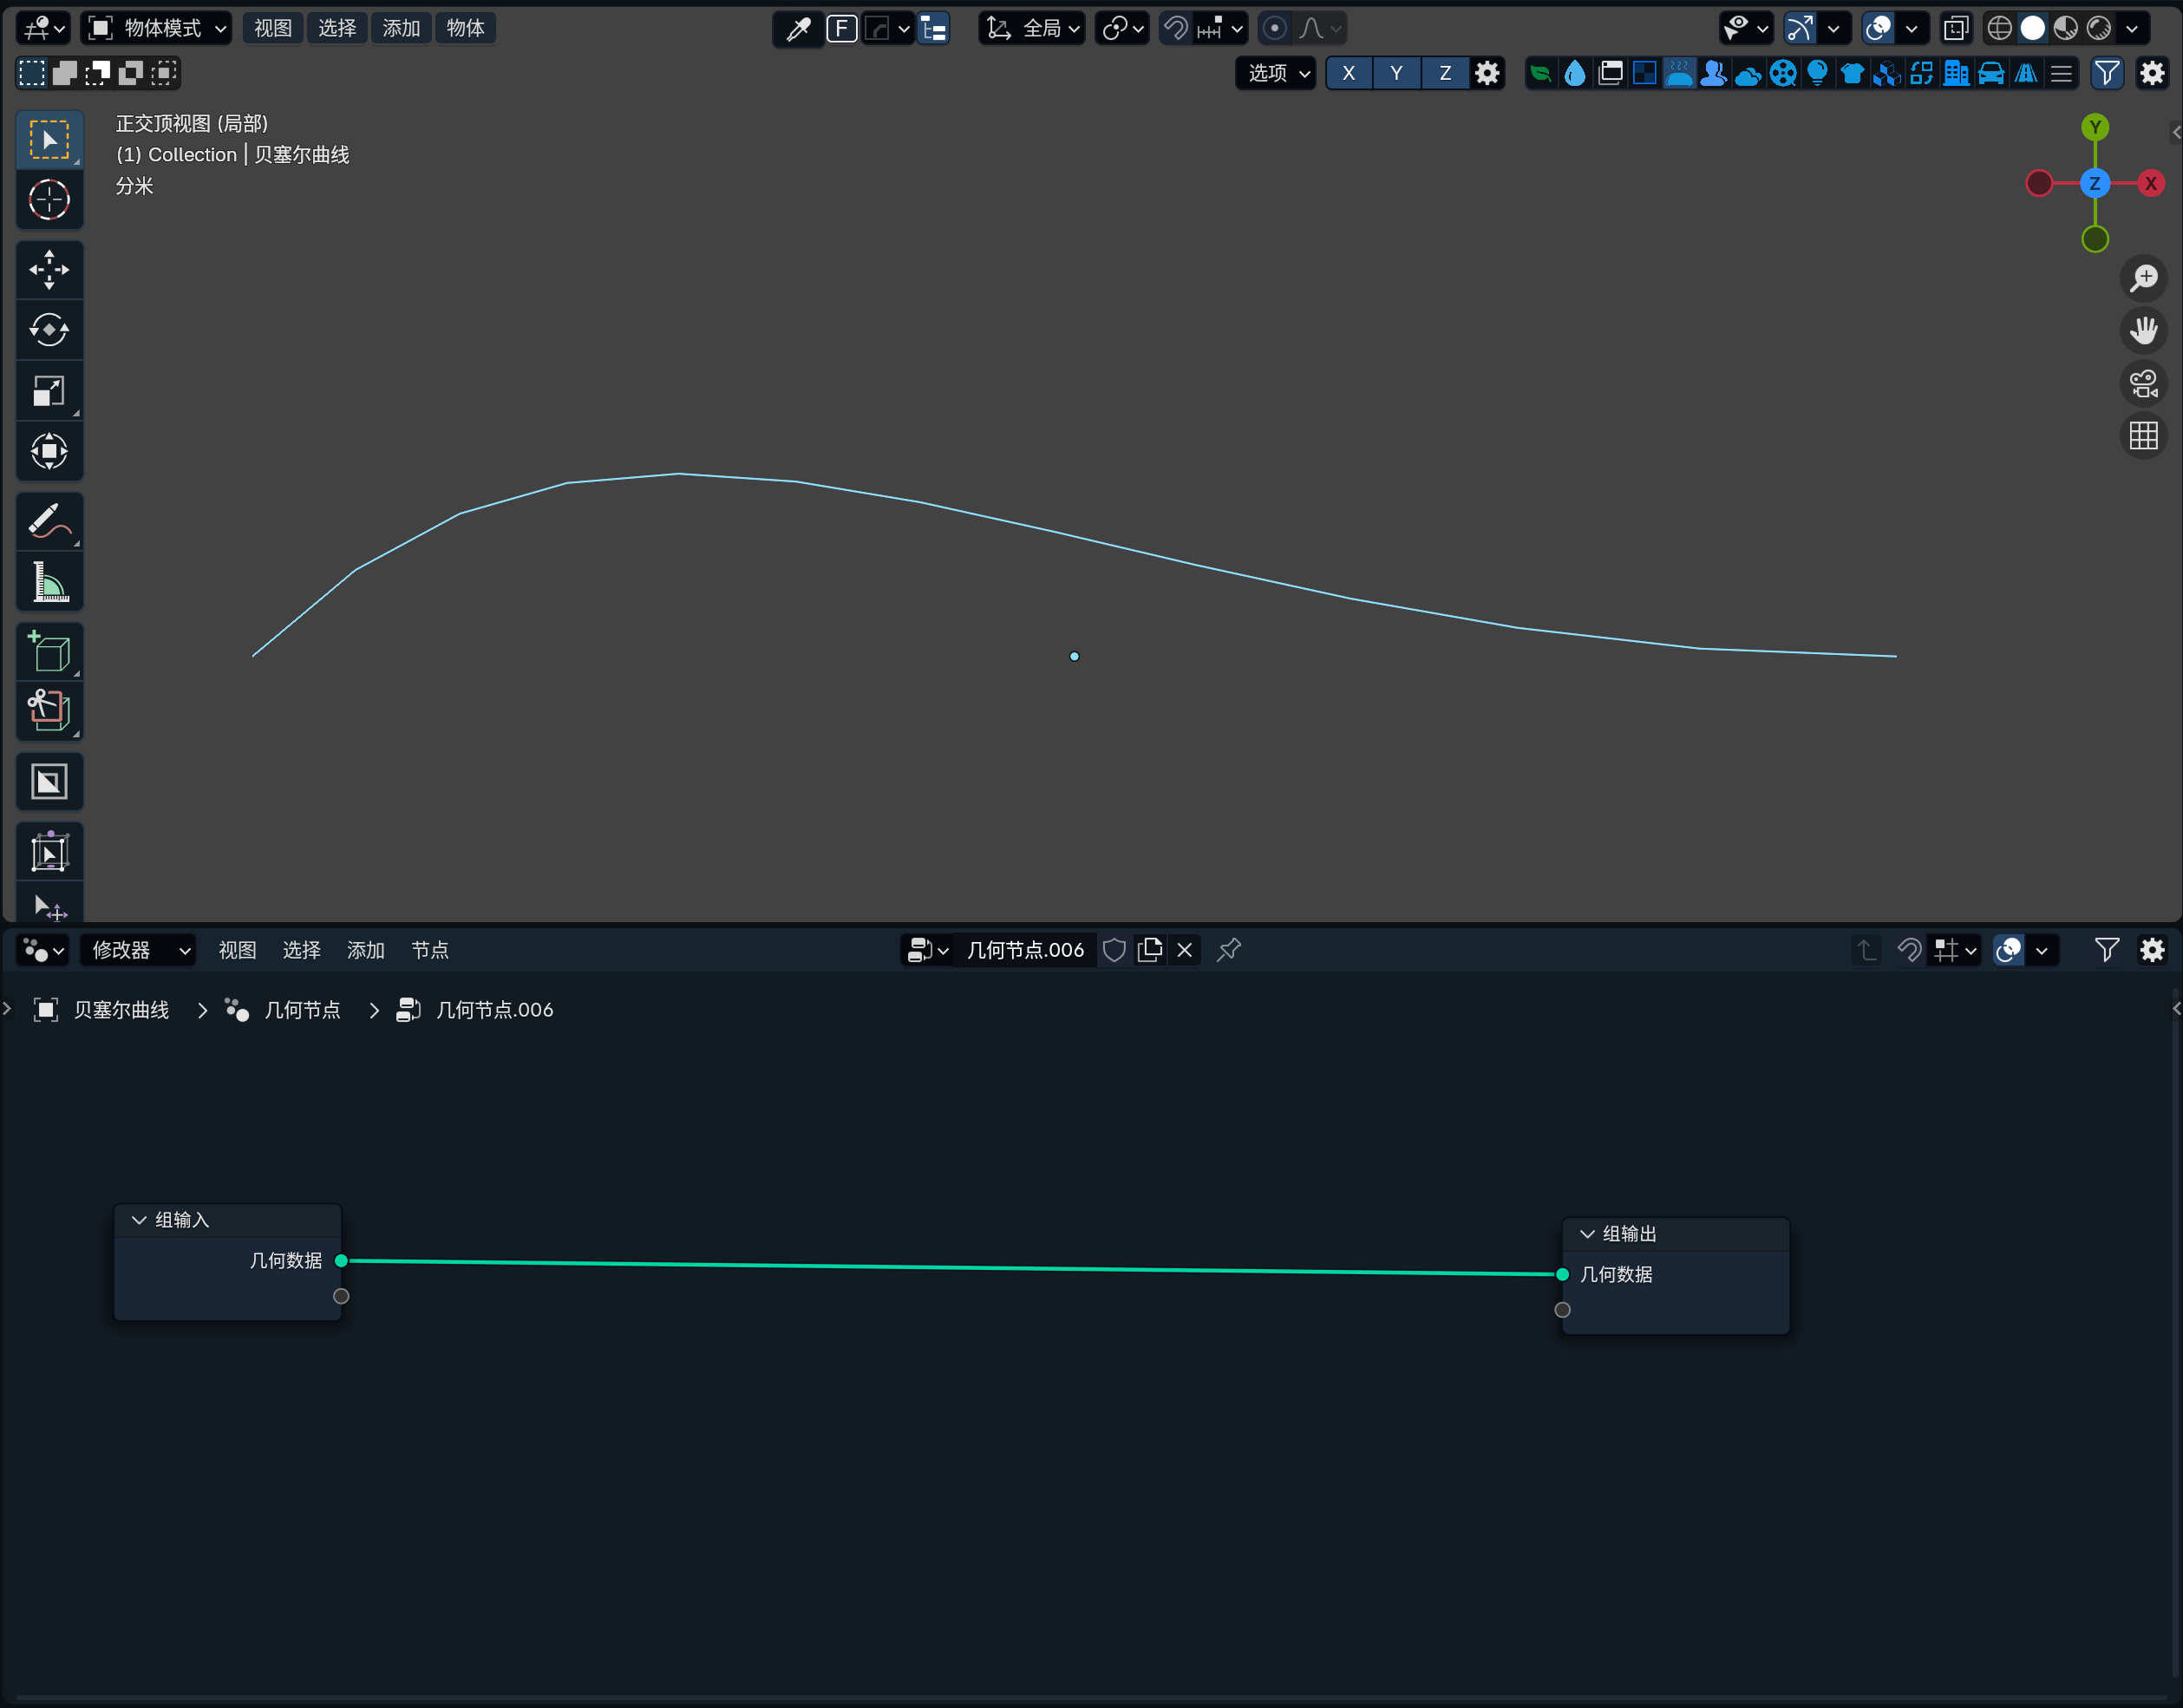 物体模式 视图 选择 添加 物体 F 全局
选项 X Y Z
正交顶视图 (局部)
(1) Collection | 贝塞尔曲线
分米
Y
Z X
修改器 视图 选择 添加 节点 几何节点.006
贝塞尔曲线 几何节点 几何节点.006
组输入
几何数据
组输出
几何数据